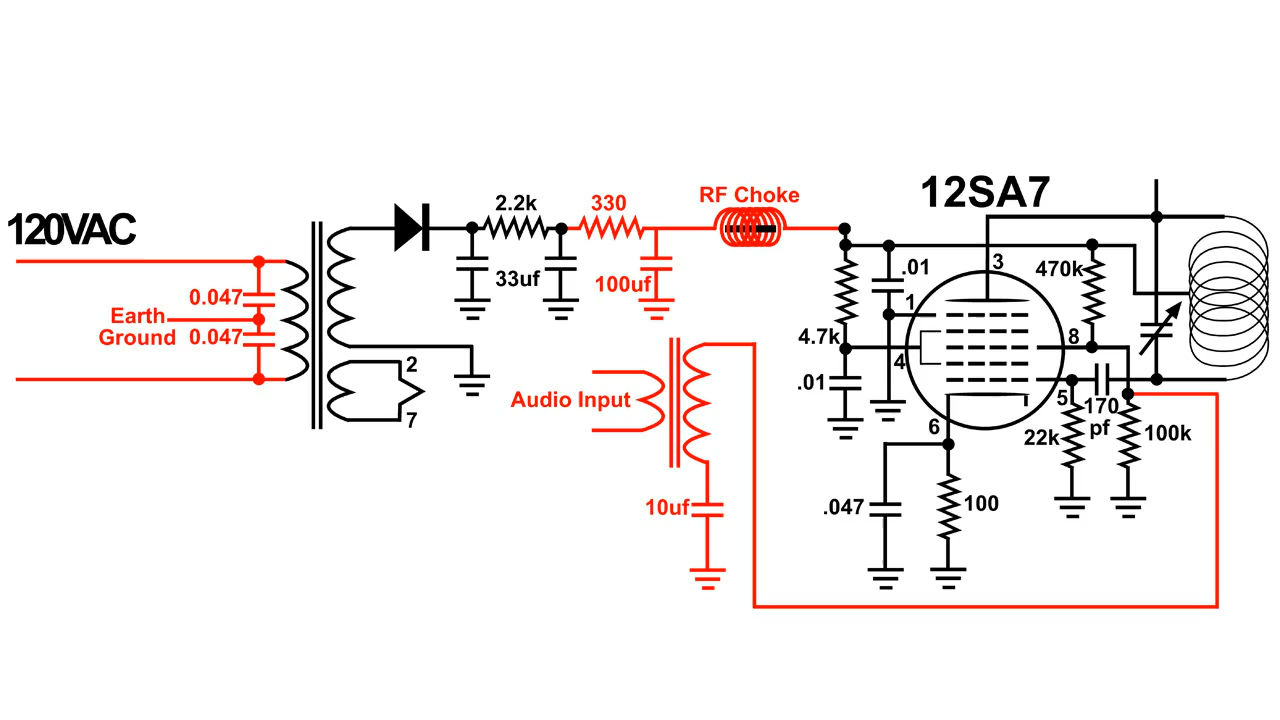 120VAC
0.047
Earth
Ground
0.047
2.2k
33uf
330
100uf
RF Choke
2
7
Audio Input
10uf
12SA7
.01
1
3
470k
4.7k
4
8
.01
5
170
pf
6
22k
100k
.047
100